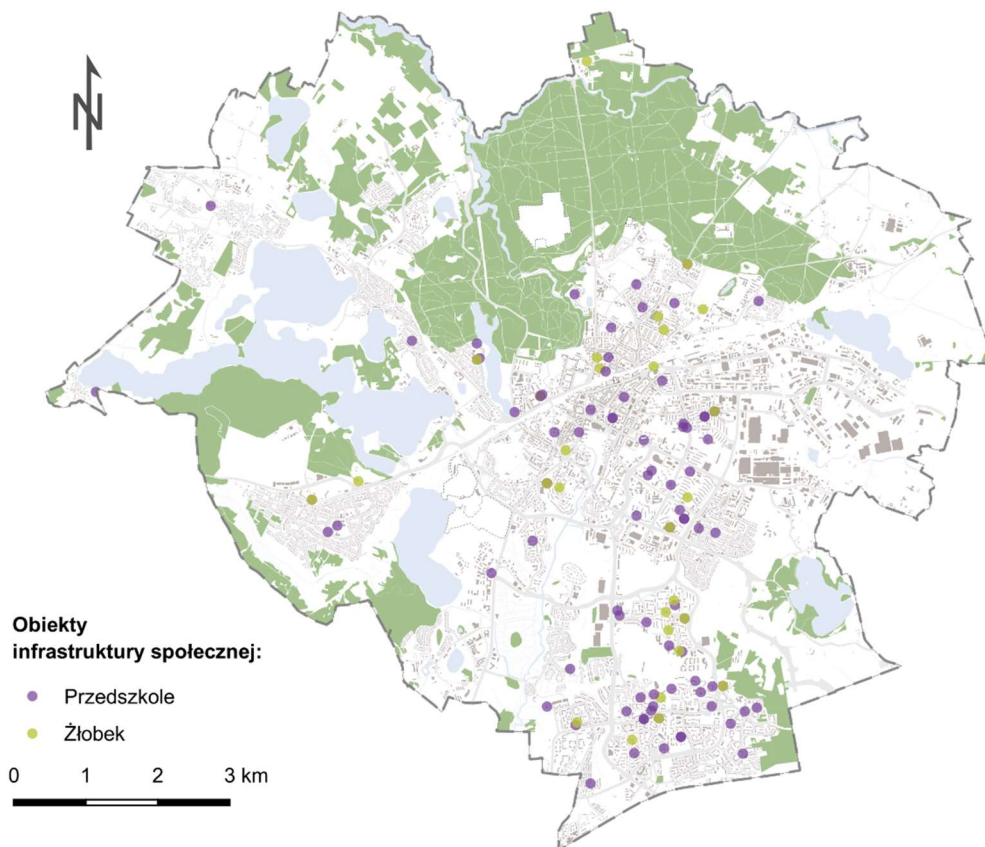 N
Obiekty
infrastruktury społecznej:
Przedszkole
Żłobek
0 1 2 3 km